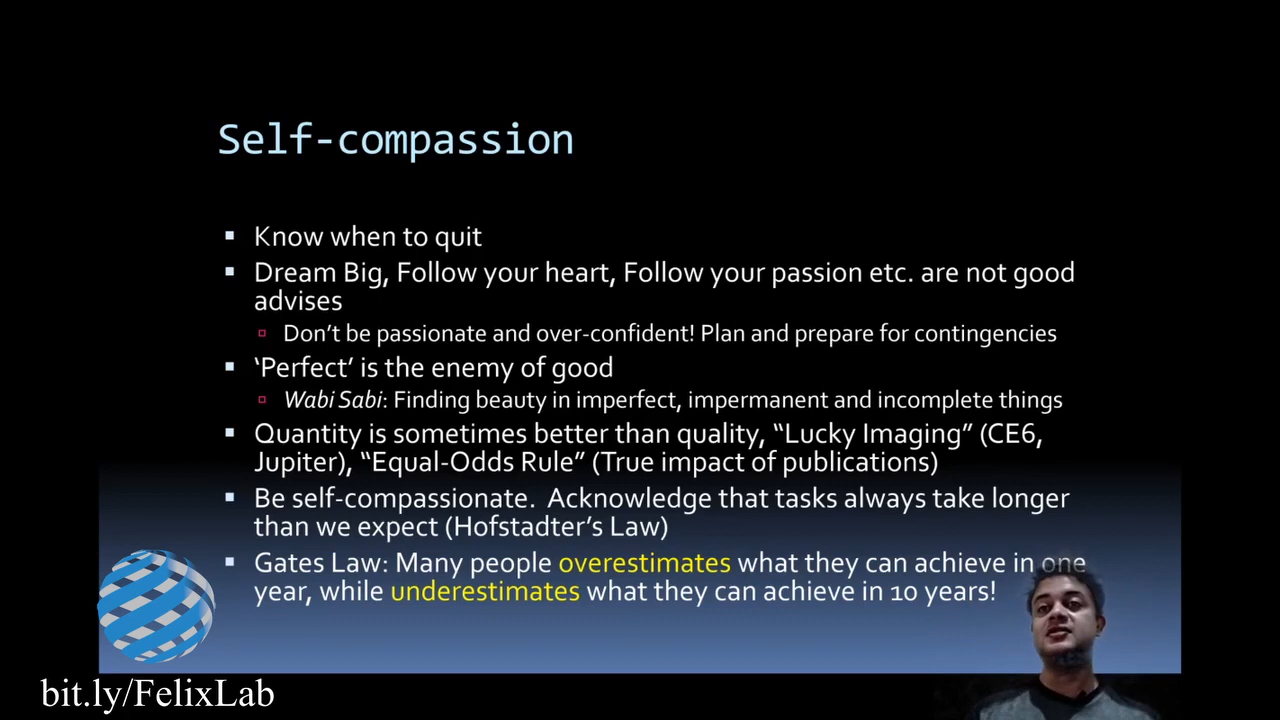 Self-compassion
Know when to quit
Dream Big, Follow your heart, Follow your passion etc. are not good
advises
Don’t be passionate and over-confident! Plan and prepare for contingencies
‘Perfect’ is the enemy of good
Wabi Sabi: Finding beauty in imperfect, impermanent and incomplete things
Quantity is sometimes better than quality, “Lucky Imaging” (CE6,
Jupiter), “Equal-Odds Rule” (True impact of publications)
Be self-compassionate.  Acknowledge that tasks always take longer
than we expect (Hofstadter’s Law)
Gates Law: Many people overestimates what they can achieve in one
year, while underestimates what they can achieve in 10 years!
bit.ly/FelixLab